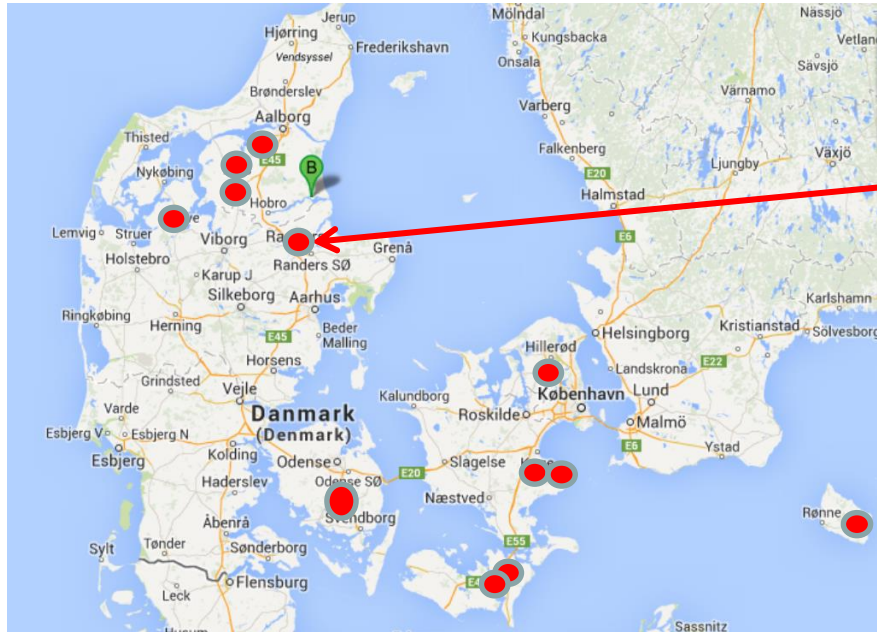 Jerup
Hjørring
Frederikshavn
Vendsyssel
Brønderslev
Aalborg
Thisted
E45
Nykøbing
B
Hobro
Lemvig
Struer
Viborg
Holstebro
Grenå
Randers SØ
Karup J
Silkeborg
Aarhus
Ringkøbing
Herning
E45
Beder
Malling
Horsens
Grindsted
Vejle
Varde
Danmark
(Denmark)
Esbjerg V
Esbjerg N
Kolding
Esbjerg
Odense
Odense SØ
Haderslev
Svendborg
Åbenrå
Sylt
Tønder
Sønderborg
Flensburg
Leck
Husum
Mölndal
Kungsbacka
Onsala
Nässjö
Sävsjö
Varberg
Värnamo
Falkenberg
Ljungby
Växjö
E20
Halmstad
E6
Karlshamn
Helsingborg
Kristianstad
Sölvesborg
Hillerød
E22
Landskrona
København
Lund
Kalundborg
Roskilde
Malmö
E6
Ystad
Slagelse
E20
Næstved
Rønne
E55
Sassnitz